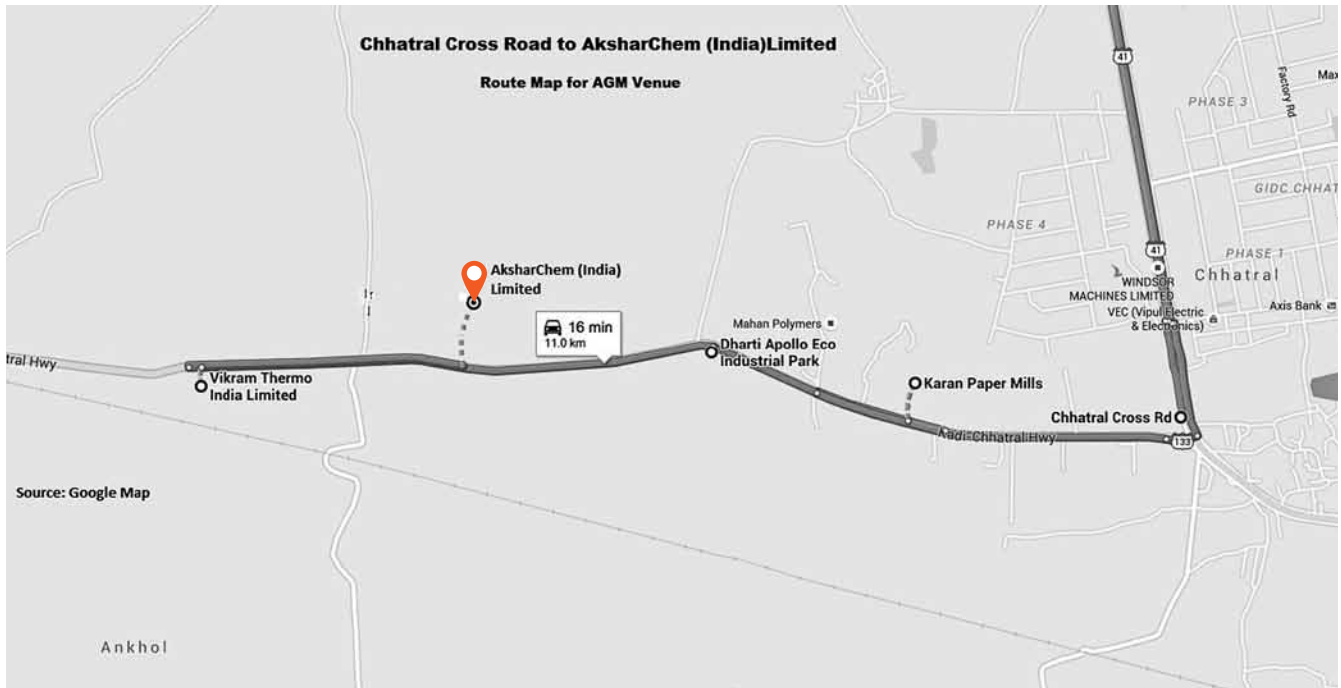 Chhatral Cross Road to AksharChem (India)Limited
Route Map for AGM Venue
41
Factory Rd
PHASE 3
GIDC CHHAT
PHASE 4
41
PHASE 1
Chhatral
AksharChem (India)
Limited
WINDSOR
MACHINES LIMITED
VEC (Vipul Electric
& Electronics)
Axis Bank
16 min
11.0 km
Mahan Polymers
Dharti Apollo Eco
Industrial Park
tral Hwy
Vikram Thermo
India Limited
Karan Paper Mills
Chhatral Cross Rd
Kadi-Chhatral Hwy
133
Source: Google Map
Ankhol